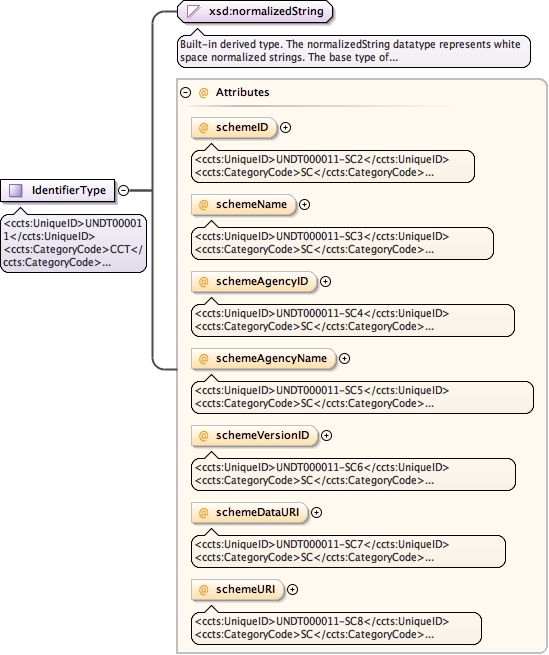 xsd:normalizedString
Built-in derived type. The normalizedString datatype represents white
space normalized strings. The base type of...
Attributes
@ schemeID
<ccts:UniqueID>UNDT000011-SC2</ccts:UniqueID>
<ccts:CategoryCode>SC</ccts:CategoryCode>...
@ schemeName
<ccts:UniqueID>UNDT000011-SC3</ccts:UniqueID>
<ccts:CategoryCode>SC</ccts:CategoryCode>...
IdentifierType
<ccts:UniqueID>UNDT00001
1</ccts:UniqueID>
<ccts:CategoryCode>CCT</
ccts:CategoryCode>...
@ schemeAgencyID
<ccts:UniqueID>UNDT000011-SC4</ccts:UniqueID>
<ccts:CategoryCode>SC</ccts:CategoryCode>...
@ schemeAgencyName
<ccts:UniqueID>UNDT000011-SC5</ccts:UniqueID>
<ccts:CategoryCode>SC</ccts:CategoryCode>...
@ schemeVersionID
<ccts:UniqueID>UNDT000011-SC6</ccts:UniqueID>
<ccts:CategoryCode>SC</ccts:CategoryCode>...
@ schemeDataURI
<ccts:UniqueID>UNDT000011-SC7</ccts:UniqueID>
<ccts:CategoryCode>SC</ccts:CategoryCode>...
@ schemeURI
<ccts:UniqueID>UNDT000011-SC8</ccts:UniqueID>
<ccts:CategoryCode>SC</ccts:CategoryCode>...